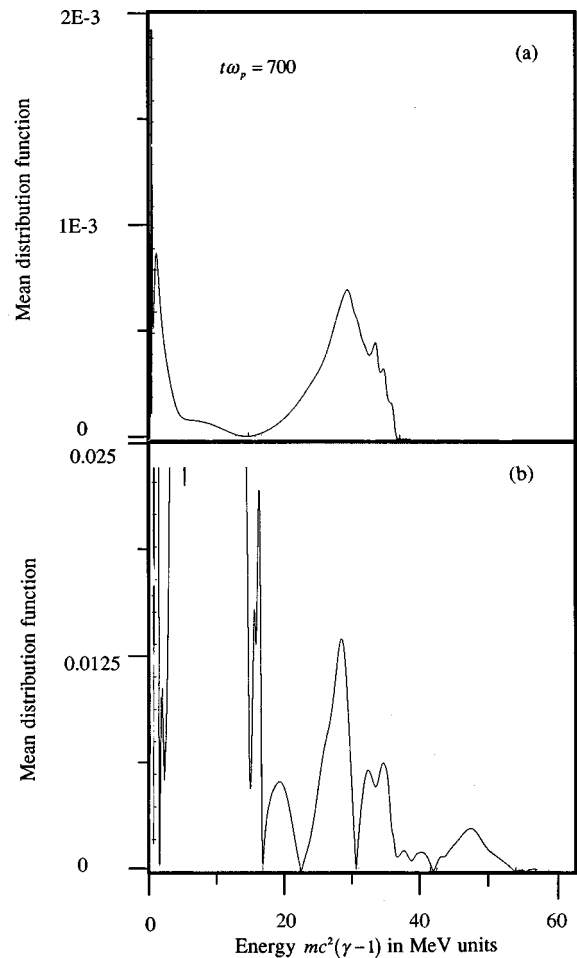 2E-3
(a)
tω_p = 700
Mean distribution function
1E-3
0
0.025
(b)
Mean distribution function
0.0125
0
0 20 40 60
Energy mc²(γ−1) in MeV units